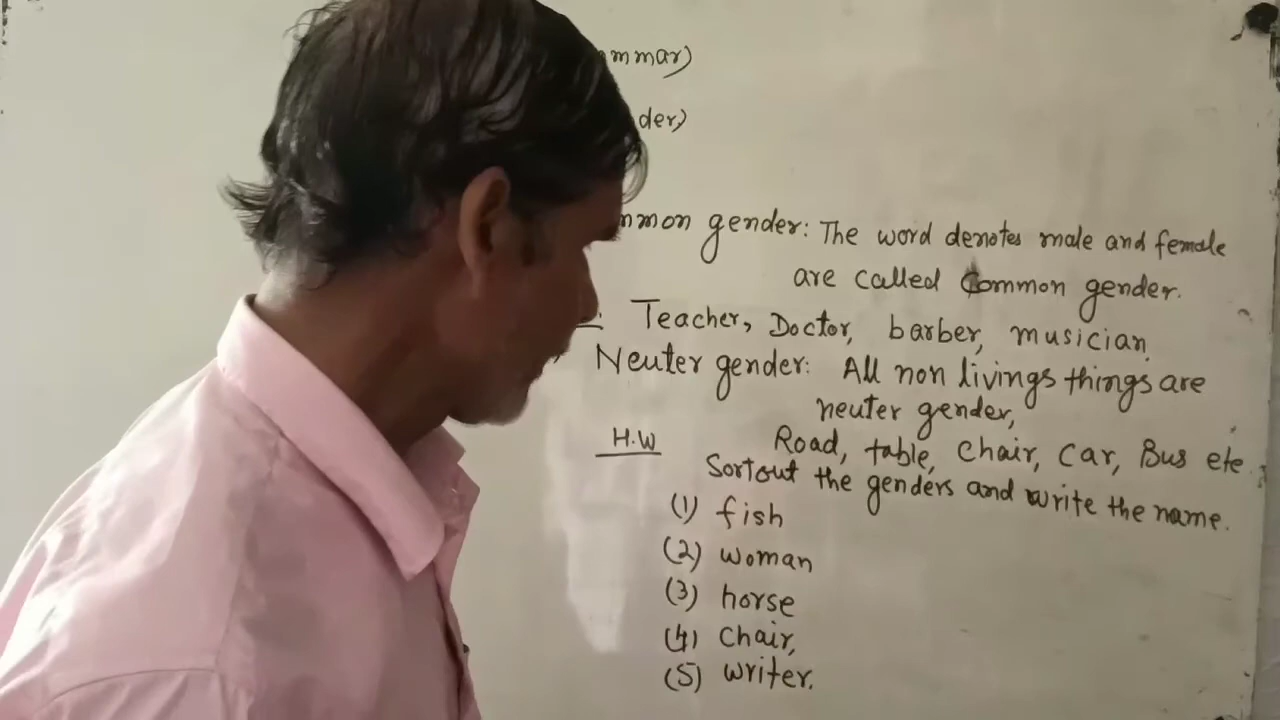 mmar)
der)
mmon gender: The word denotes male and female
are called Common gender.
Teacher, Doctor, barber, musician,
Neuter gender: All non livings things are
neuter gender,
H.W
Road, table, Chair, Car, Bus etc.
Sortout the genders and write the name.
(1) fish
(2) woman
(3) horse
(4) Chair,
(5) writer.